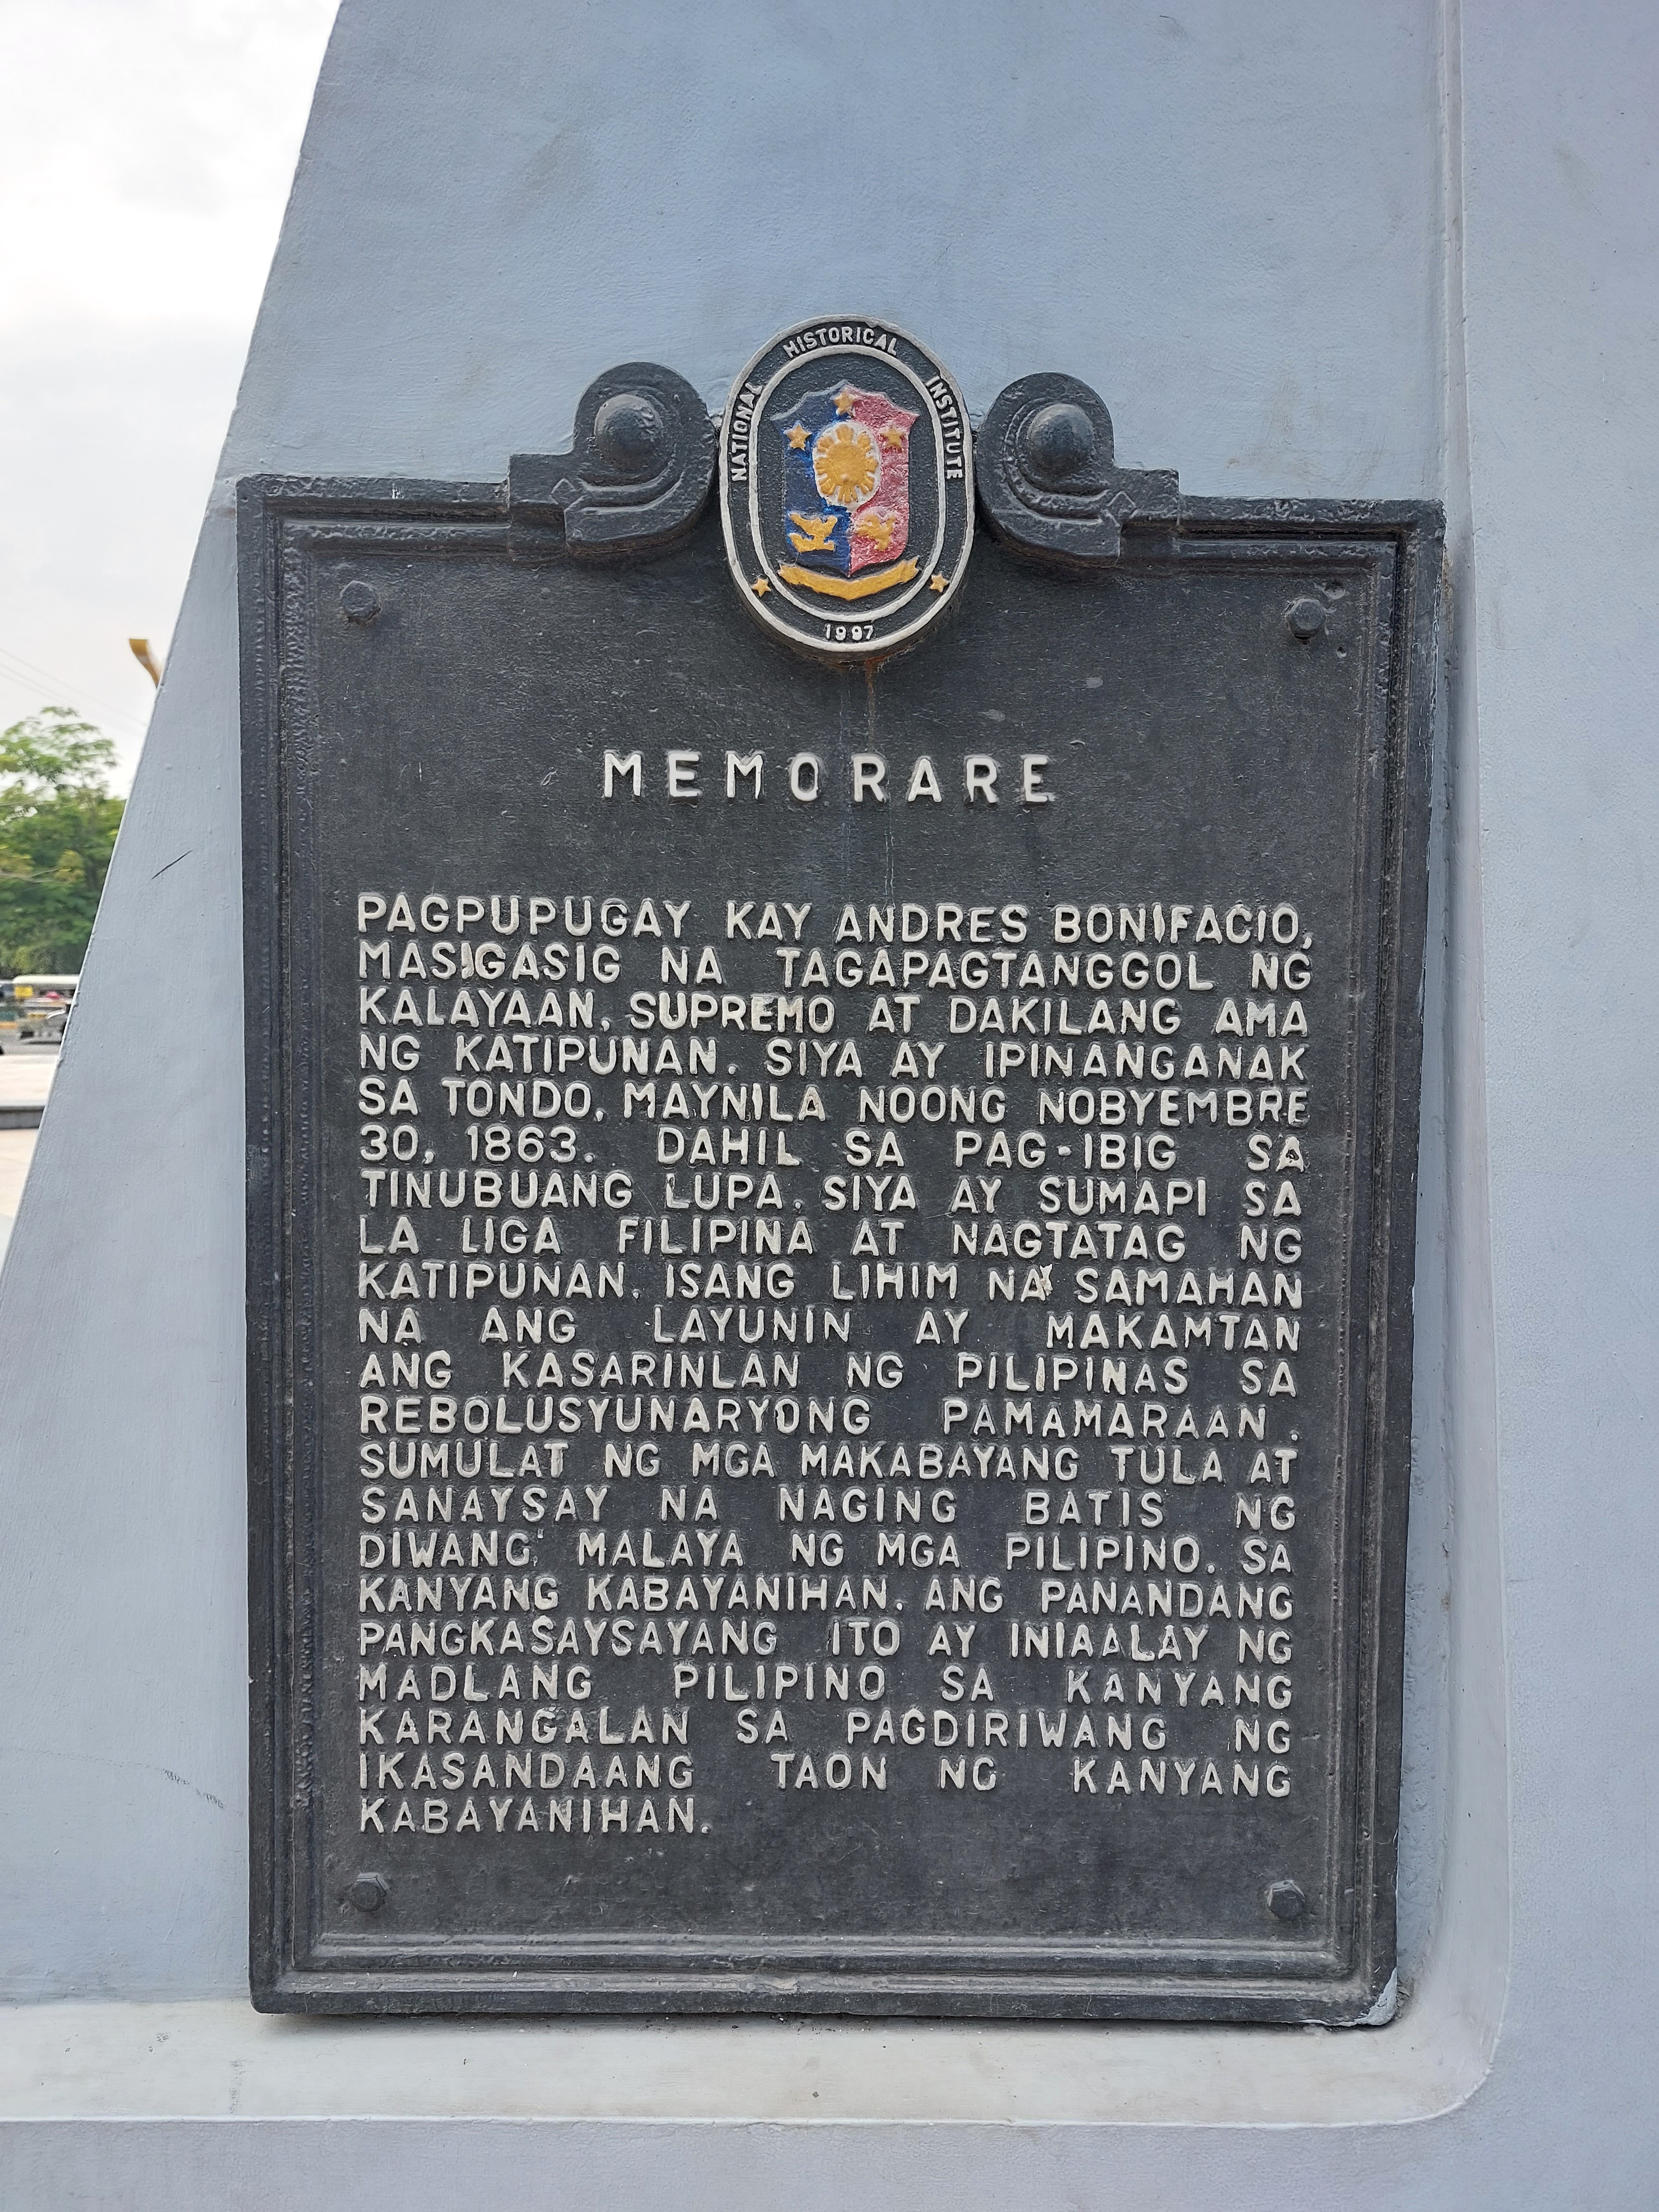 NATIONAL HISTORICAL INSTITUTE
1997
MEMORARE
PAGPUPUGAY KAY ANDRES BONIFACIO,
MASIGASIG NA TAGAPAGTANGGOL NG
KALAYAAN, SUPREMO AT DAKILANG AMA
NG KATIPUNAN. SIYA AY IPINANGANAK
SA TONDO, MAYNILA NOONG NOBYEMBRE
30, 1863. DAHIL SA PAG-IBIG SA
TINUBUANG LUPA, SIYA AY SUMAPI SA
LA LIGA FILIPINA AT NAGTATAG NG
KATIPUNAN, ISANG LIHIM NA SAMAHAN
NA ANG LAYUNIN AY MAKAMTAN
ANG KASARINLAN NG PILIPINAS SA
REBOLUSYUNARYONG PAMAMARAAN.
SUMULAT NG MGA MAKABAYANG TULA AT
SANAYSAY NA NAGING BATIS NG
DIWANG MALAYA NG MGA PILIPINO. SA
KANYANG KABAYANIHAN, ANG PANANDANG
PANGKASAYSAYANG ITO AY INIAALAY NG
MADLANG PILIPINO SA KANYANG
KARANGALAN SA PAGDIRIWANG NG
IKASANDAANG TAON NG KANYANG
KABAYANIHAN.